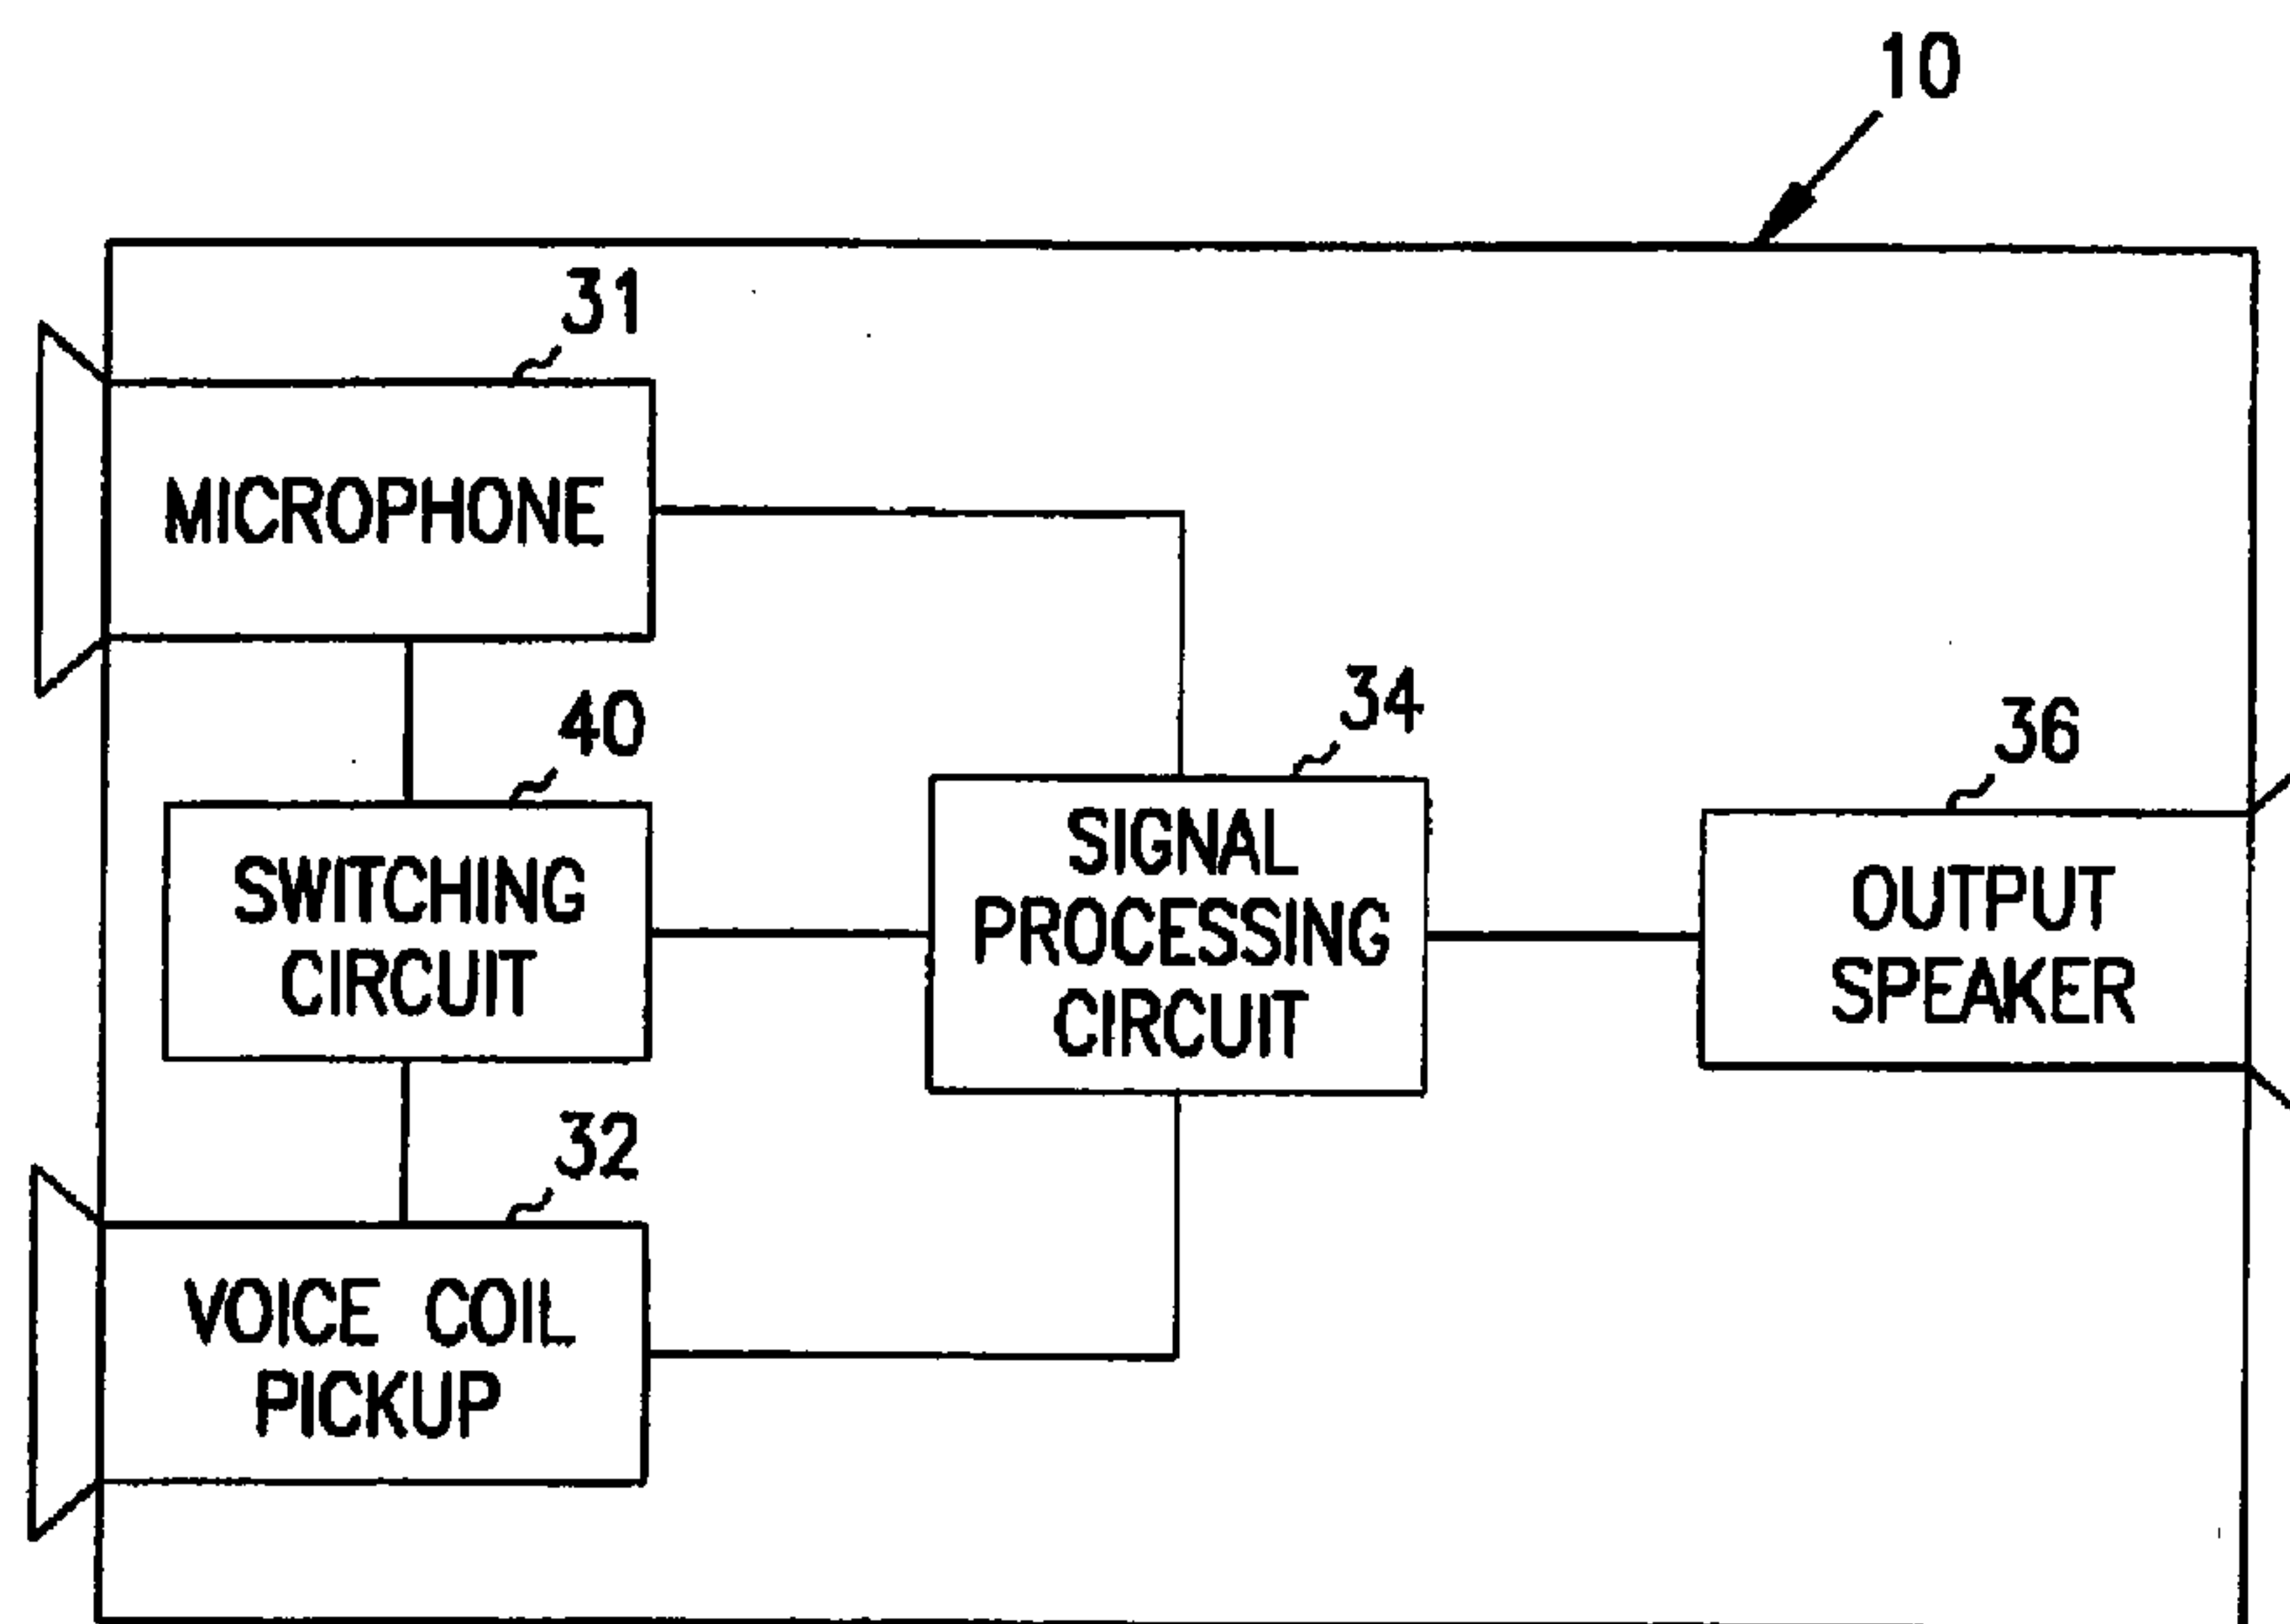 10
31
MICROPHONE
40
SWITCHING
CIRCUIT
34
SIGNAL
PROCESSING
CIRCUIT
36
OUTPUT
SPEAKER
32
VOICE COIL
PICKUP